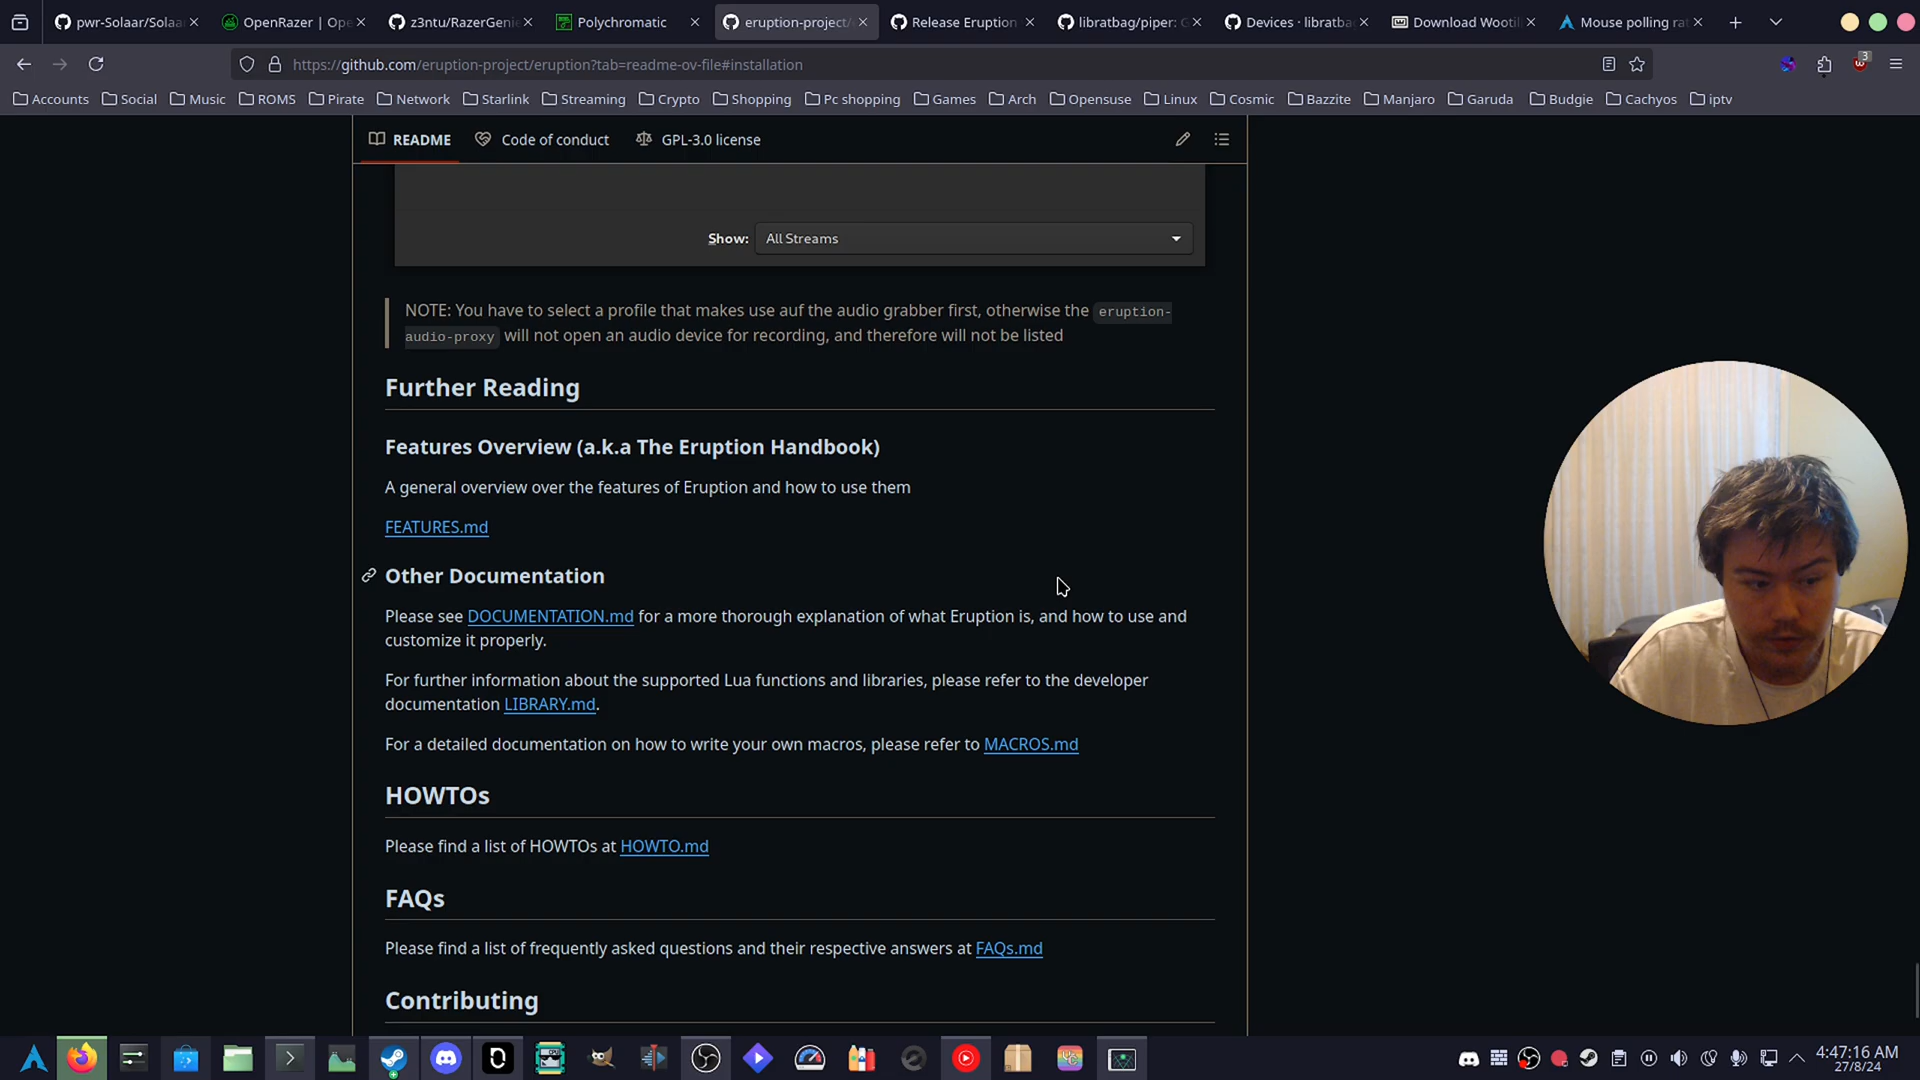 pwr-Solaar/Solaa
OpenRazer | Ope
z3ntu/RazerGeni
Polychromatic
eruption-project/
Release Eruption
libratbag/piper: G
Devices · libratba
Download Wootil
Mouse polling rat
https://github.com/eruption-project/eruption?tab=readme-ov-file#installation
3
Accounts
Social
Music
ROMS
Pirate
Network
Starlink
Streaming
Crypto
Shopping
Pc shopping
Games
Arch
Opensuse
Linux
Cosmic
Bazzite
Manjaro
Garuda
Budgie
Cachyos
iptv
README
Code of conduct
GPL-3.0 license
Show:
All Streams
NOTE: You have to select a profile that makes use auf the audio grabber first, otherwise the eruption-
audio-proxy will not open an audio device for recording, and therefore will not be listed
Further Reading
Features Overview (a.k.a The Eruption Handbook)
A general overview over the features of Eruption and how to use them
FEATURES.md
Other Documentation
Please see DOCUMENTATION.md for a more thorough explanation of what Eruption is, and how to use and
customize it properly.
For further information about the supported Lua functions and libraries, please refer to the developer
documentation LIBRARY.md.
For a detailed documentation on how to write your own macros, please refer to MACROS.md
HOWTOs
Please find a list of HOWTOs at HOWTO.md
FAQs
Please find a list of frequently asked questions and their respective answers at FAQs.md
Contributing
4:47:16 AM
27/8/24